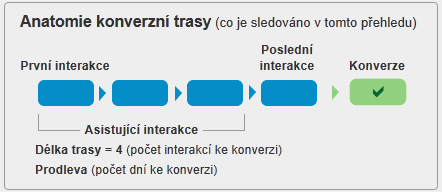 Anatomie konverzní trasy (co je sledováno v tomto přehledu)
První interakce
Poslední
interakce
Konverze
Asistující interakce
Délka trasy = 4 (počet interakcí ke konverzi)
Prodleva (počet dní ke konverzi)